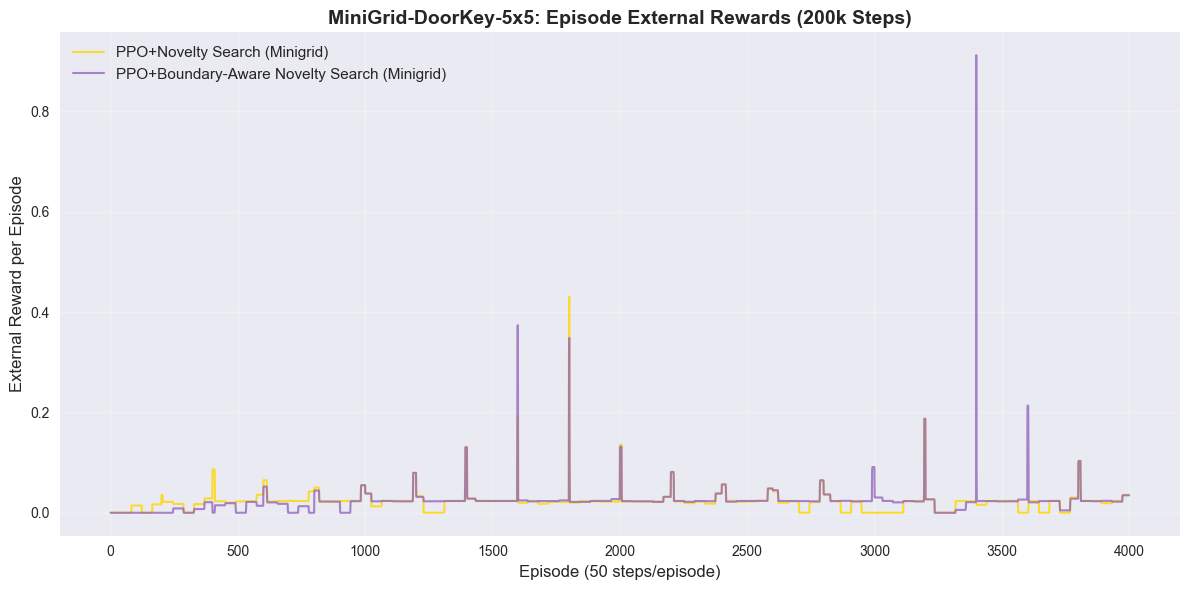 MiniGrid-DoorKey-5x5: Episode External Rewards (200k Steps)
PPO+Novelty Search (Minigrid)
PPO+Boundary-Aware Novelty Search (Minigrid)
External Reward per Episode
0.8
0.6
0.4
0.2
0.0
0 500 1000 1500 2000 2500 3000 3500 4000
Episode (50 steps/episode)